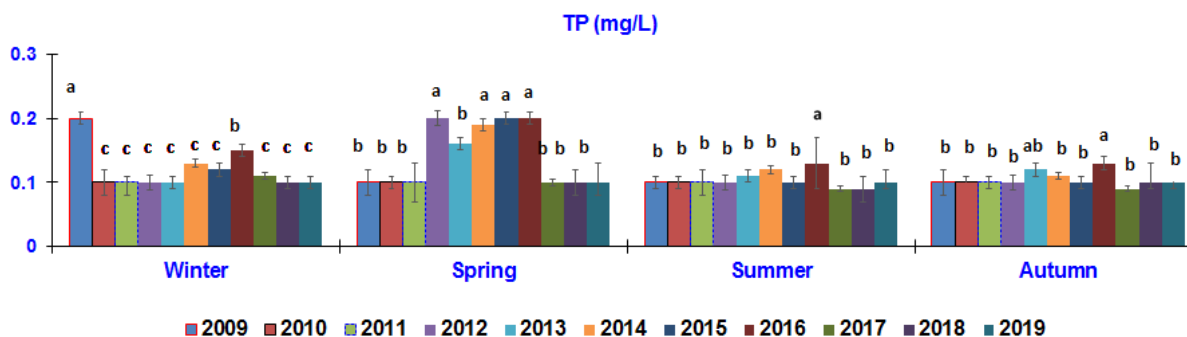 TP (mg/L)
0.3
0.2
0.1
0
a c c c c c c b c c c
b b b a b a a a b b b
b b b b b b b a b b b
b b b b ab b b a b b b
Winter Spring Summer Autumn
2009 2010 2011 2012 2013 2014 2015 2016 2017 2018 2019